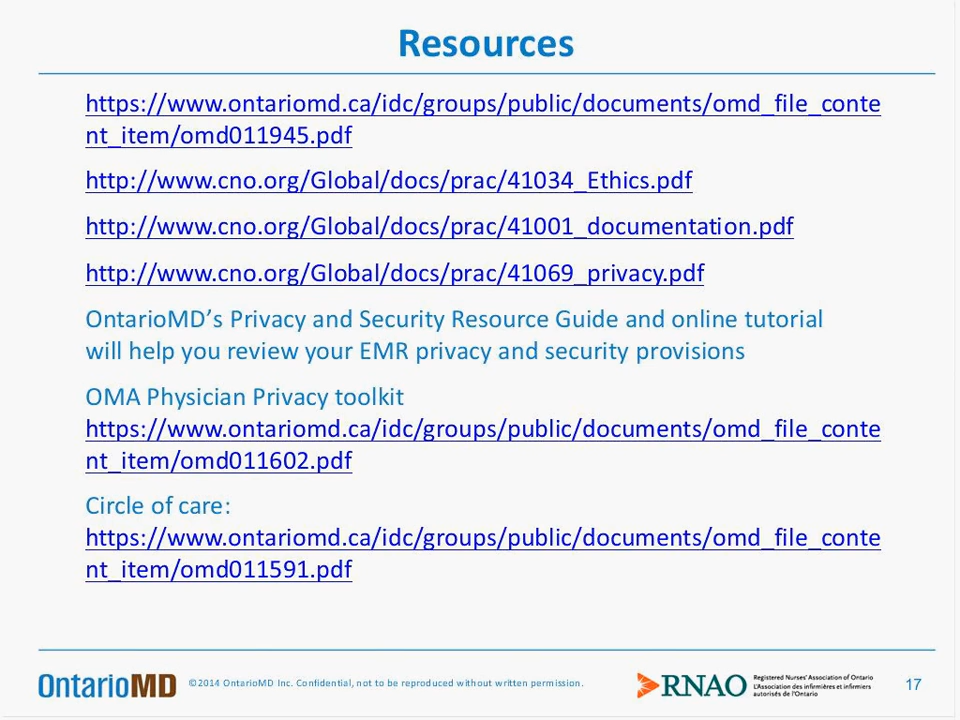 Resources
https://www.ontariomd.ca/idc/groups/public/documents/omd_file_conte
nt_item/omd011945.pdf
http://www.cno.org/Global/docs/prac/41034_Ethics.pdf
http://www.cno.org/Global/docs/prac/41001_documentation.pdf
http://www.cno.org/Global/docs/prac/41069_privacy.pdf
OntarioMD’s Privacy and Security Resource Guide and online tutorial
will help you review your EMR privacy and security provisions
OMA Physician Privacy toolkit
https://www.ontariomd.ca/idc/groups/public/documents/omd_file_conte
nt_item/omd011602.pdf
Circle of care:
https://www.ontariomd.ca/idc/groups/public/documents/omd_file_conte
nt_item/omd011591.pdf
OntarioMD
©2014 OntarioMD Inc. Confidential, not to be reproduced without written permission.
RNAO
Registered Nurses' Association of Ontario
L'Association des infirmières et infirmiers
autorisés de l'Ontario
17